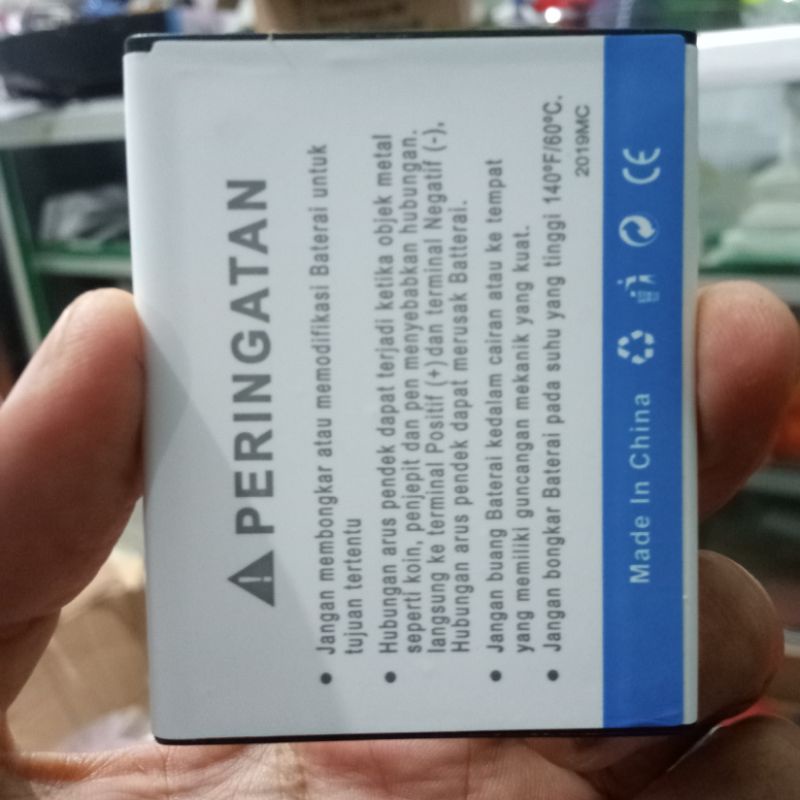 PERINGATAN
Jangan membongkar atau memodifikasi Baterai untuk
tujuan tertentu
Hubungan arus pendek dapat terjadi ketika objek metal
seperti koin, penjepit dan pen menyebabkan hubungan.
langsung ke terminal Positif (+)dan terminal Negatif (-).
Hubungan arus pendek dapat merusak Batterai.
Jangan buang Baterai kedalam cairan atau ke tempat
yang memiliki guncangan mekanik yang kuat.
Jangan bongkar Baterai pada suhu yang tinggi 140ºF/60ºC.
2019MC
Made In China CE